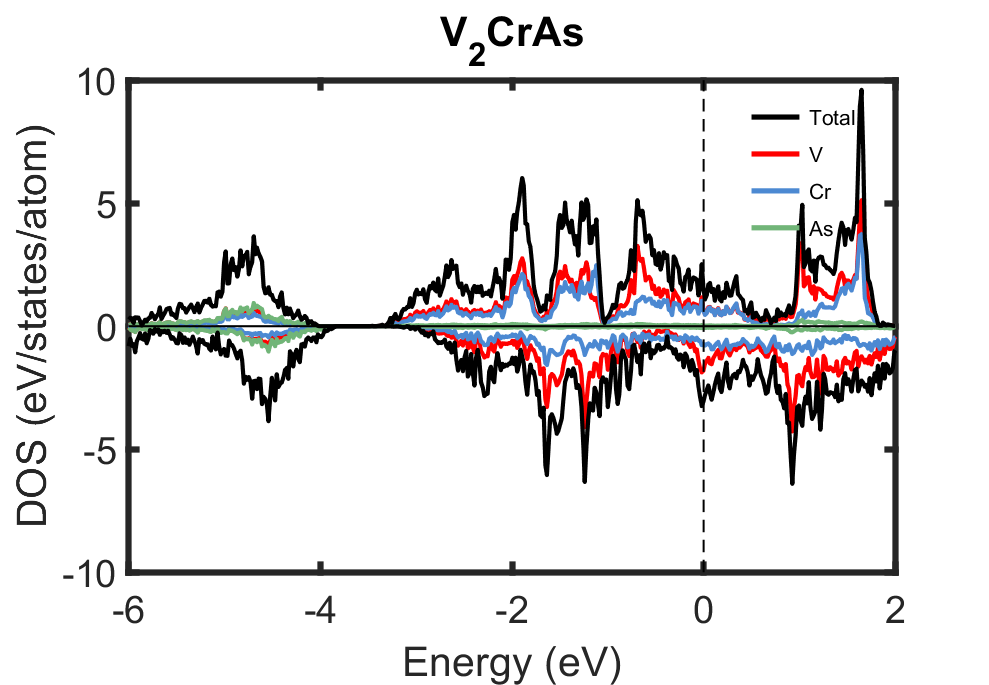 V₂CrAs
DOS (eV/states/atom)
10
5
0
-5
-10
Total
V
Cr
As
-6 -4 -2 0 2
Energy (eV)